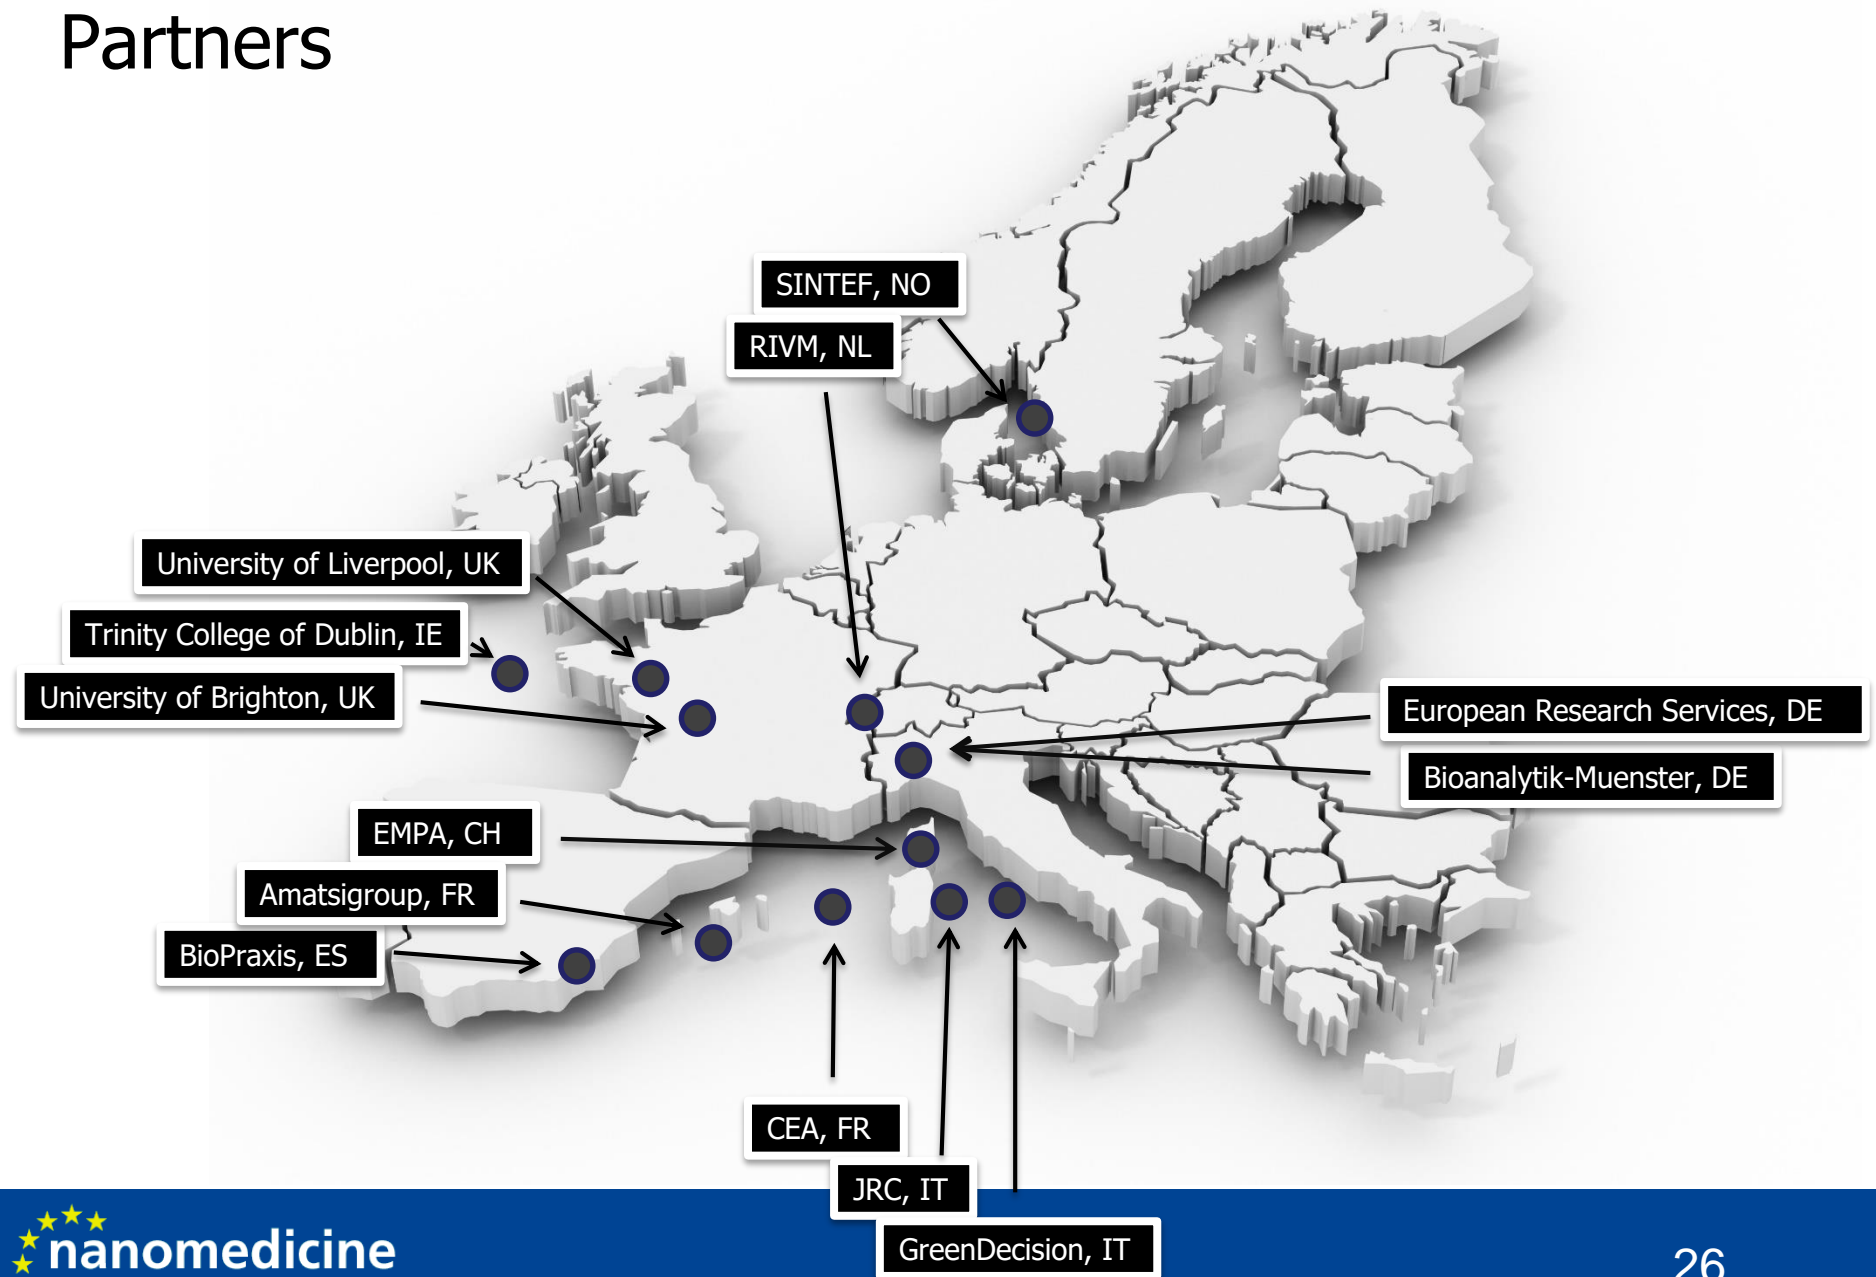 Partners
SINTEF, NO
RIVM, NL
University of Liverpool, UK
Trinity College of Dublin, IE
University of Brighton, UK
European Research Services, DE
Bioanalytik-Muenster, DE
EMPA, CH
Amatsigroup, FR
BioPraxis, ES
CEA, FR
JRC, IT
GreenDecision, IT
nanomedicine
26